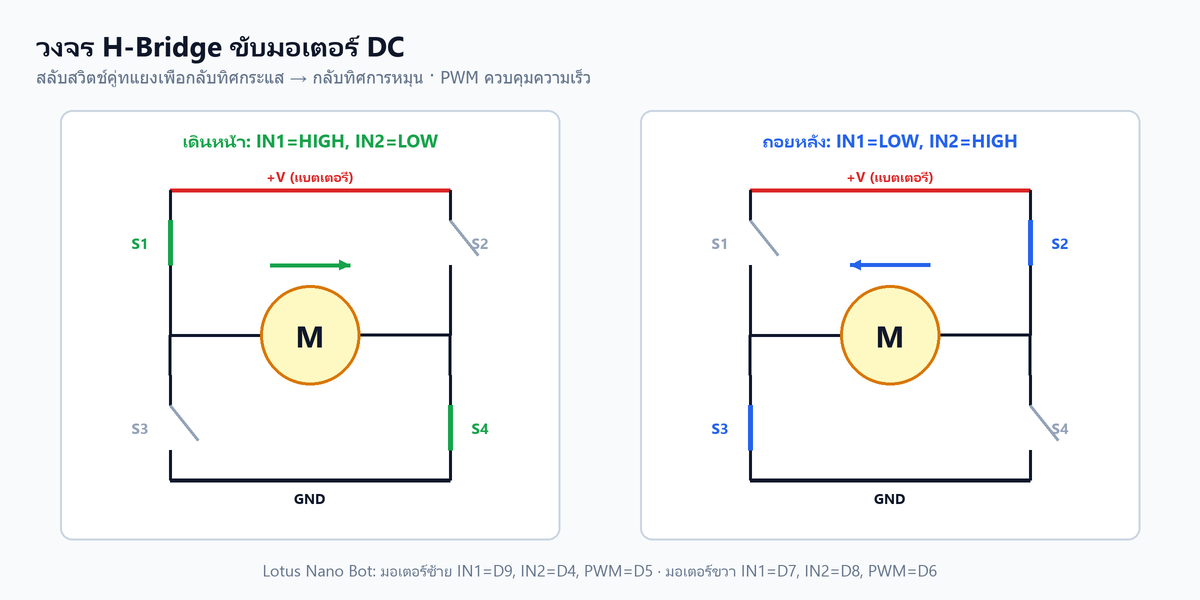 วงจร H-Bridge ขับมอเตอร์ DC
สลับสวิตช์คู่ทแยงเพื่อกลับทิศกระแส → กลับทิศการหมุน · PWM ควบคุมความเร็ว
เดินหน้า: IN1=HIGH, IN2=LOW
+V (แบตเตอรี่)
S1
S2
M
S3
S4
GND
ถอยหลัง: IN1=LOW, IN2=HIGH
+V (แบตเตอรี่)
S1
S2
M
S3
S4
GND
Lotus Nano Bot: มอเตอร์ซ้าย IN1=D9, IN2=D4, PWM=D5 · มอเตอร์ขวา IN1=D7, IN2=D8, PWM=D6